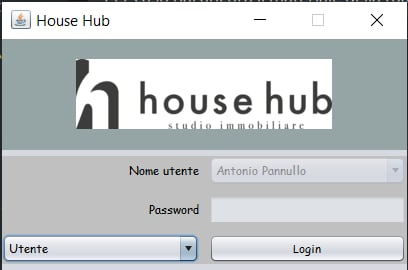 House Hub
h house hub
studio immobiliare
Nome utente Antonio Pannullo
Password
Utente Login